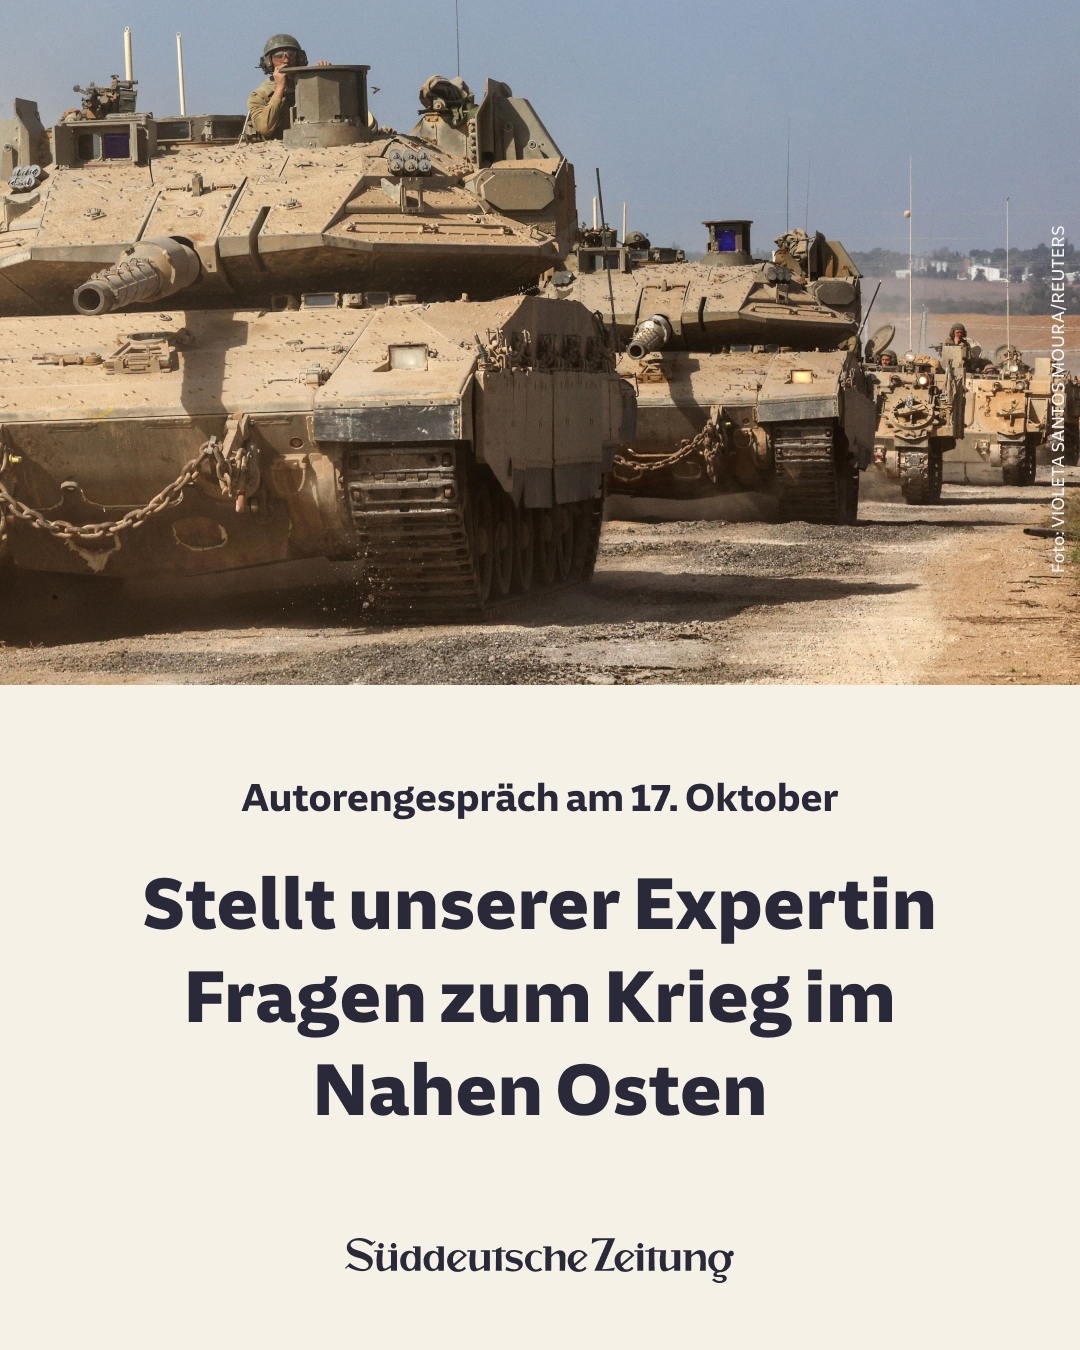 Foto: VIOLETA SANTOS MOURA/REUTERS
Autorengespräch am 17. Oktober
Stellt unserer Expertin
Fragen zum Krieg im
Nahen Osten
Süddeutsche Zeitung